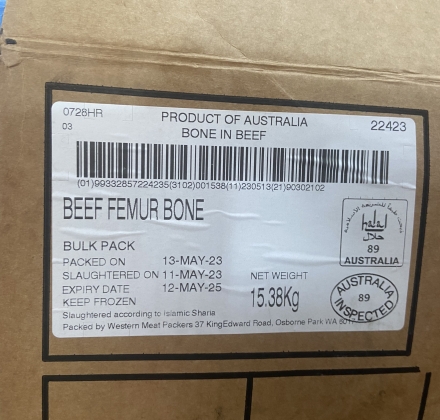 0728HR
PRODUCT OF AUSTRALIA
22423
03
BONE IN BEEF
(01)99332857224235(3102)001538(11)230513(21)90302102
BEEF FEMUR BONE
BULK PACK
PACKED ON 13-MAY-23
SLAUGHTERED ON 11-MAY-23
EXPIRY DATE 12-MAY-25
KEEP FROZEN
NET WEIGHT
15.38Kg
halal
حلال
89
AUSTRALIA
AUSTRALIA
89
INSPECTED
Slaughtered according to Islamic Sharia
Packed by Western Meat Packers 37 KingEdward Road, Osborne Park WA